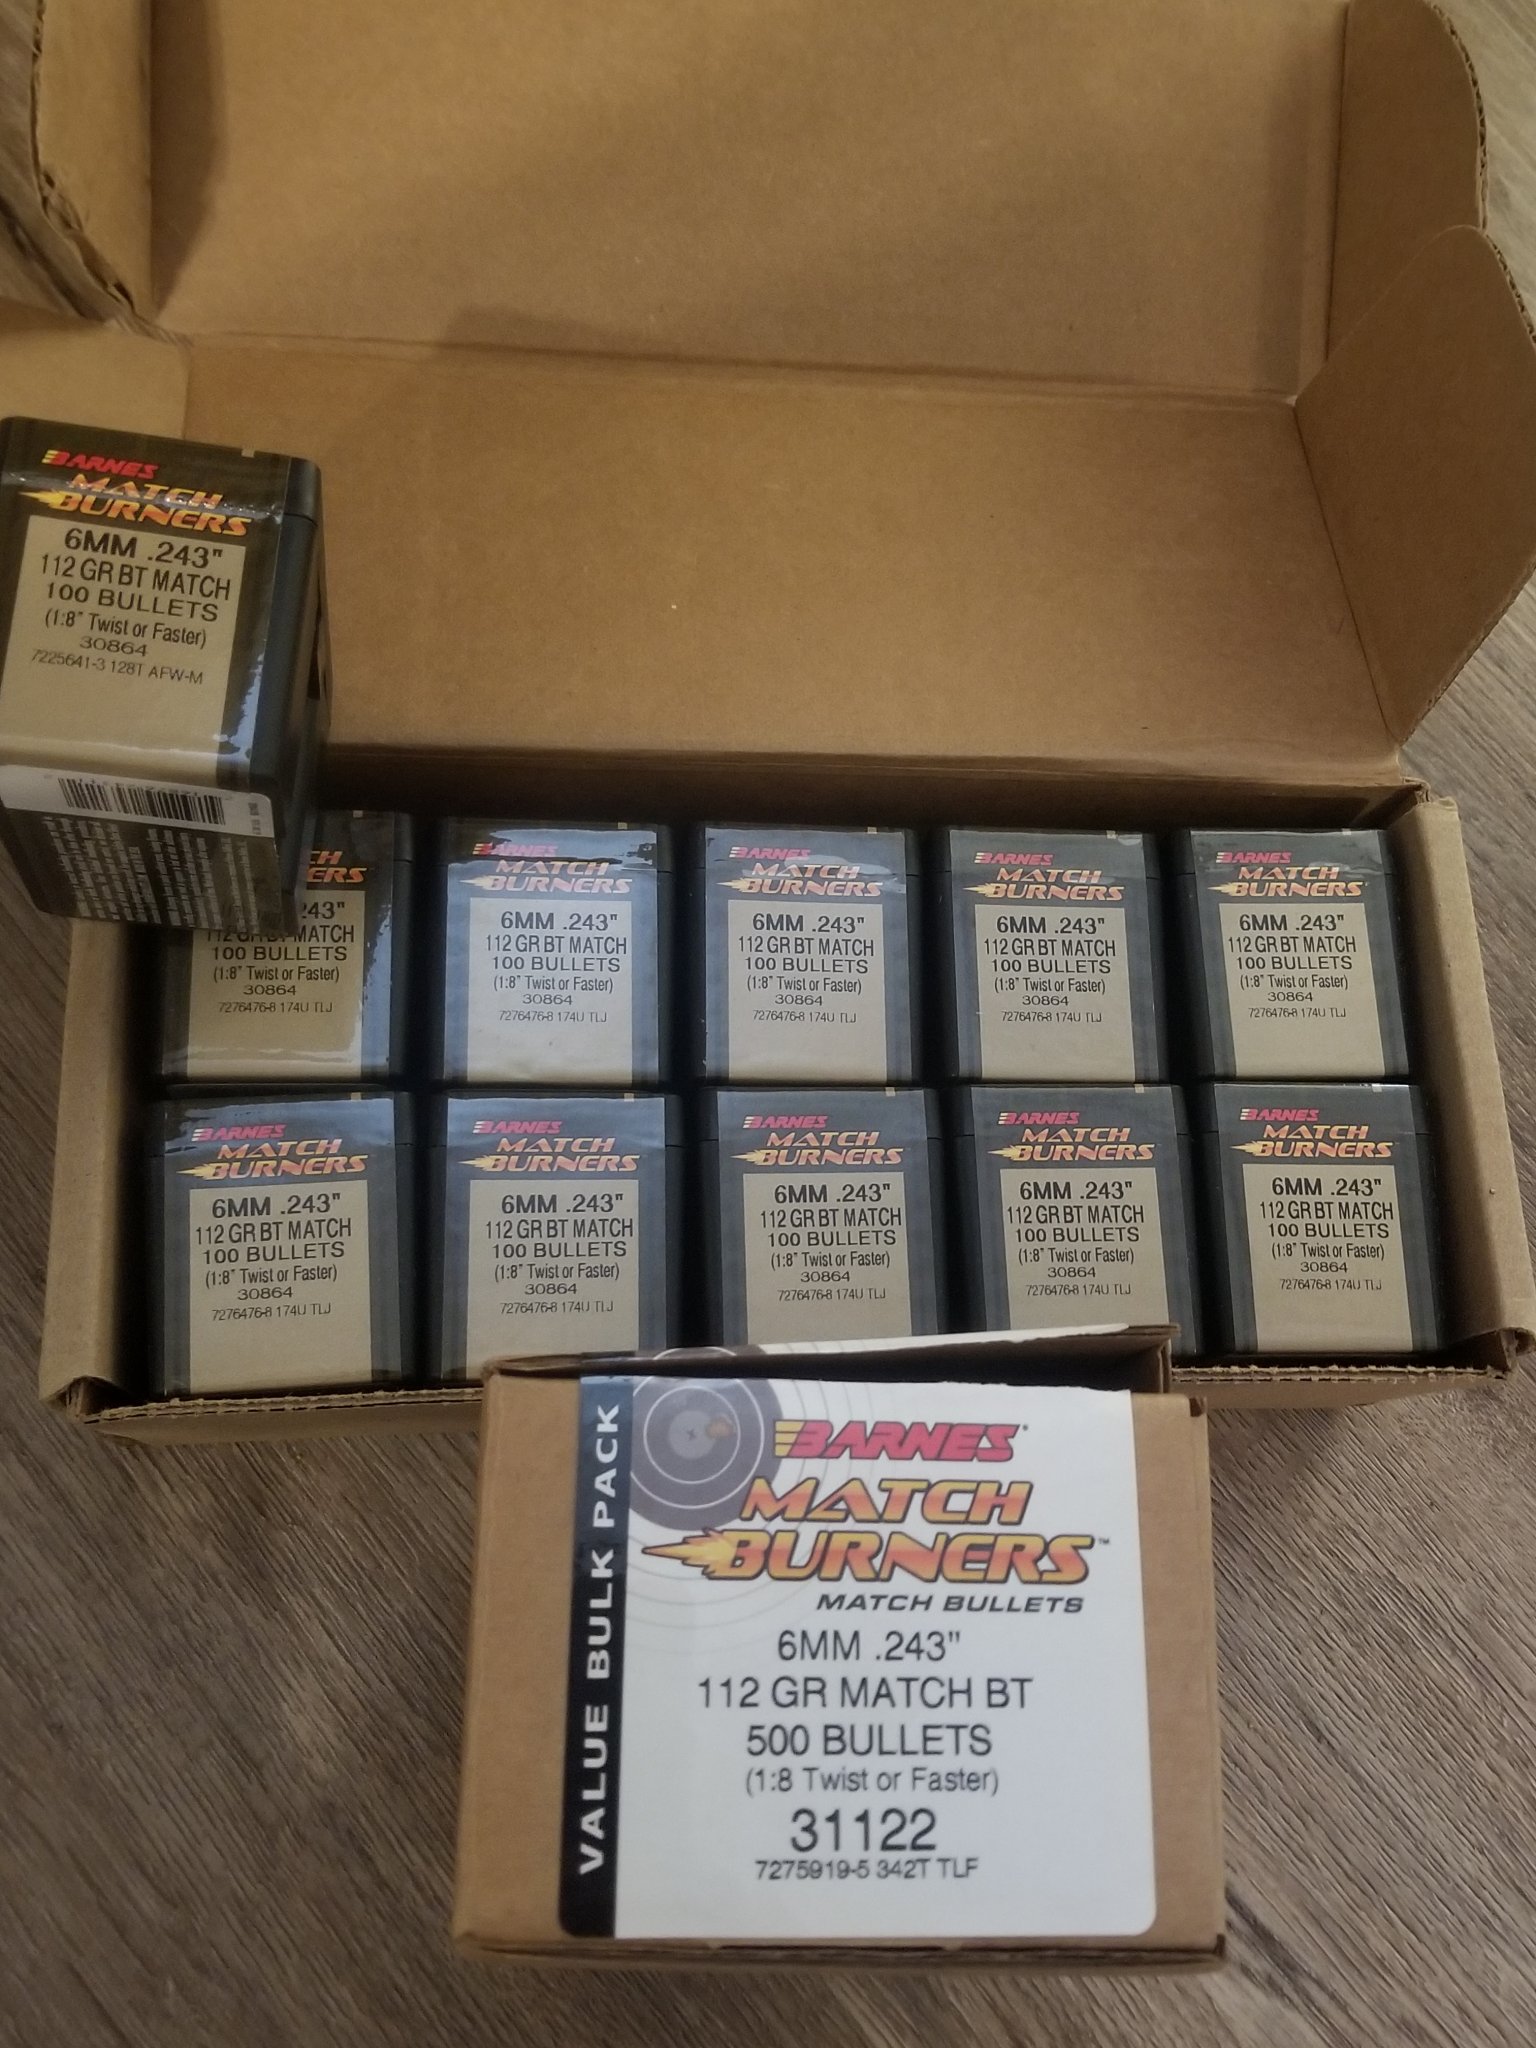 BARNES
MATCH
BURNERS
6MM .243"
112 GR BT MATCH
100 BULLETS
(1:8" Twist or Faster)
30864
7225641-3 128T AFW-M
112 GR BT MATCH
100 BULLETS
(1:8" Twist or Faster)
30864
7276476-8 174U TLJ
BARNES
MATCH
BURNERS
6MM .243"
112 GR BT MATCH
100 BULLETS
(1:8" Twist or Faster)
30864
7276476-8 174U TLJ
BARNES
MATCH
BURNERS
6MM .243"
112 GR BT MATCH
100 BULLETS
(1:8" Twist or Faster)
30864
7276476-8 174U TLJ
BARNES
MATCH
BURNERS
6MM .243"
112 GR BT MATCH
100 BULLETS
(1:8" Twist or Faster)
30864
7276476-8 174U TLJ
BARNES
MATCH
BURNERS
6MM .243"
112 GR BT MATCH
100 BULLETS
(1:8" Twist or Faster)
30864
7276476-8 174U TLJ
BARNES
MATCH
BURNERS
6MM .243"
112 GR BT MATCH
100 BULLETS
(1:8" Twist or Faster)
30864
7276476-8 174U TLJ
BARNES
MATCH
BURNERS
6MM .243"
112 GR BT MATCH
100 BULLETS
(1:8" Twist or Faster)
30864
7276476-8 174U TLJ
BARNES
MATCH
BURNERS
6MM .243"
112 GR BT MATCH
100 BULLETS
(1:8" Twist or Faster)
30864
7276476-8 174U TLJ
BARNES
MATCH
BURNERS
6MM .243"
112 GR BT MATCH
100 BULLETS
(1:8" Twist or Faster)
30864
7276476-8 174U TLJ
BARNES
MATCH
BURNERS
6MM .243"
112 GR BT MATCH
100 BULLETS
(1:8" Twist or Faster)
30864
7276476-8 174U TLJ
VALUE BULK PACK
BARNES®
MATCH
BURNERS™
MATCH BULLETS
6MM .243"
112 GR MATCH BT
500 BULLETS
(1:8 Twist or Faster)
31122
7275919-5 342T TLF